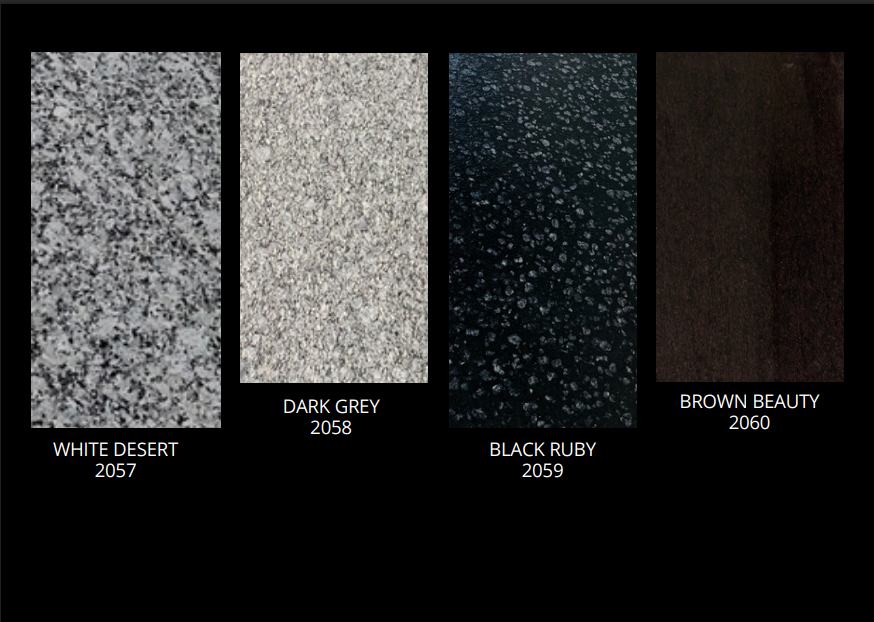 WHITE DESERT
2057
DARK GREY
2058
BLACK RUBY
2059
BROWN BEAUTY
2060